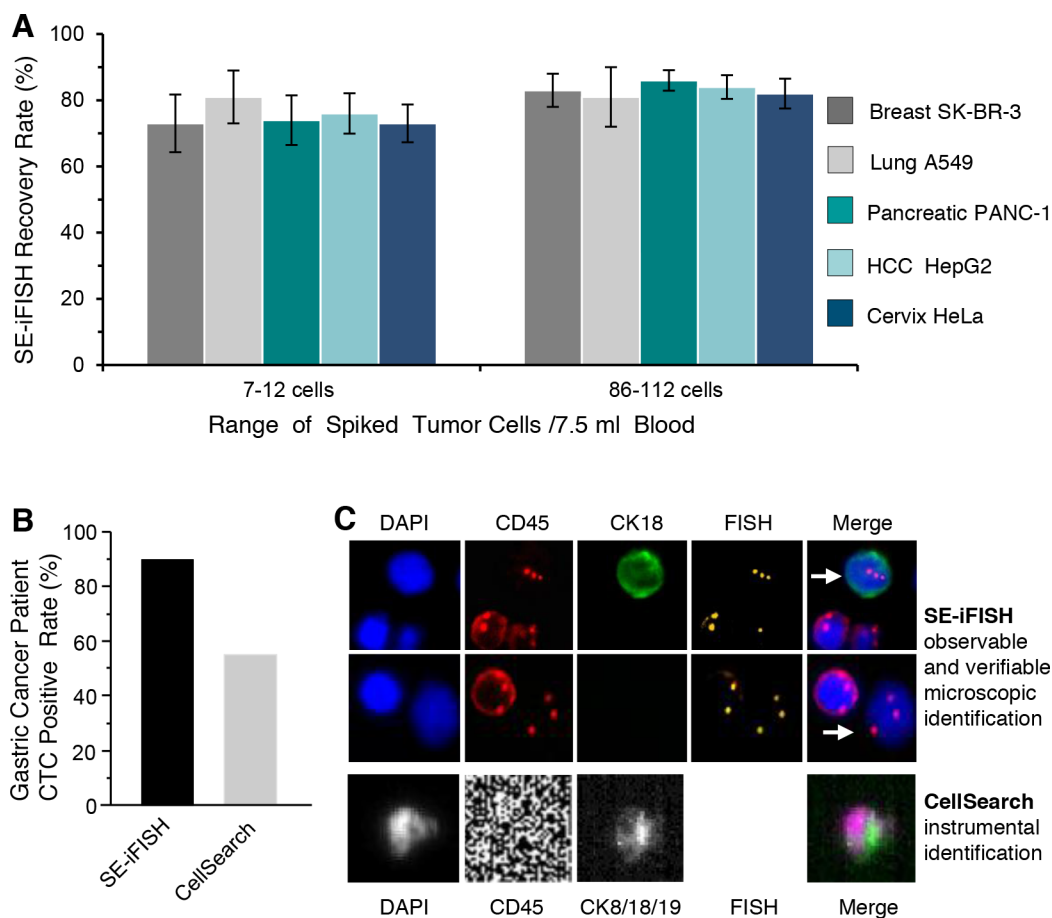 A
SE-iFISH Recovery Rate (%)
100
80
60
40
20
0
7-12 cells
86-112 cells
Range of Spiked Tumor Cells /7.5 ml Blood
Breast SK-BR-3
Lung A549
Pancreatic PANC-1
HCC HepG2
Cervix HeLa
B
Gastric Cancer Patient
CTC Positive Rate (%)
100
80
60
40
20
0
SE-iFISH
CellSearch
C
DAPI CD45 CK18 FISH Merge
SE-iFISH
observable
and verifiable
microscopic
identification
CellSearch
instrumental
identification
DAPI CD45 CK8/18/19 FISH Merge